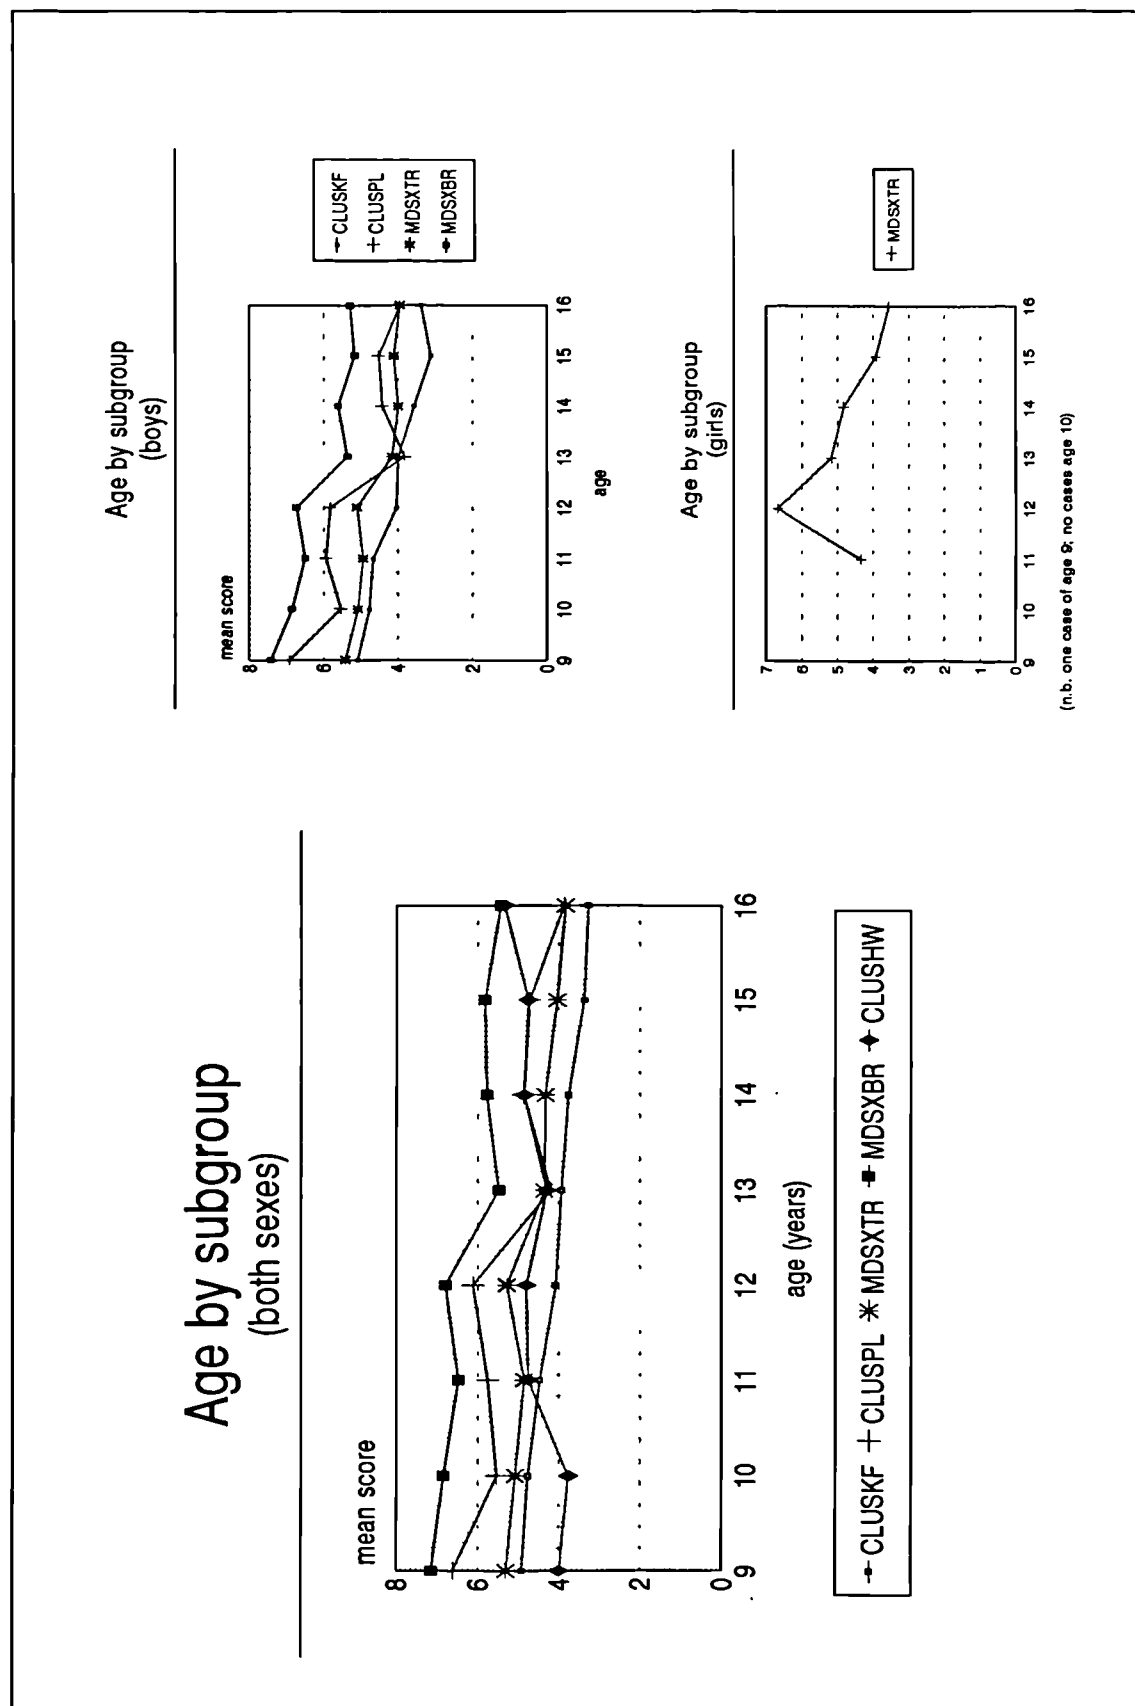 Age by subgroup
(both sexes)
mean score
8
6
4
2
0
9 10 11 12 13 14 15 16
age (years)
CLUSKF CLUSPL MDSXTR MDSXBR CLUSHW
Age by subgroup
(boys)
mean score
8
6
4
2
0
9 10 11 12 13 14 15 16
age
CLUSKF
CLUSPL
MDSXTR
MDSXBR
Age by subgroup
(girls)
7
6
5
4
3
2
1
0
9 11 12 13 14 15 16
MDSXTR
(n.b. one case of age 9; no cases age 10)